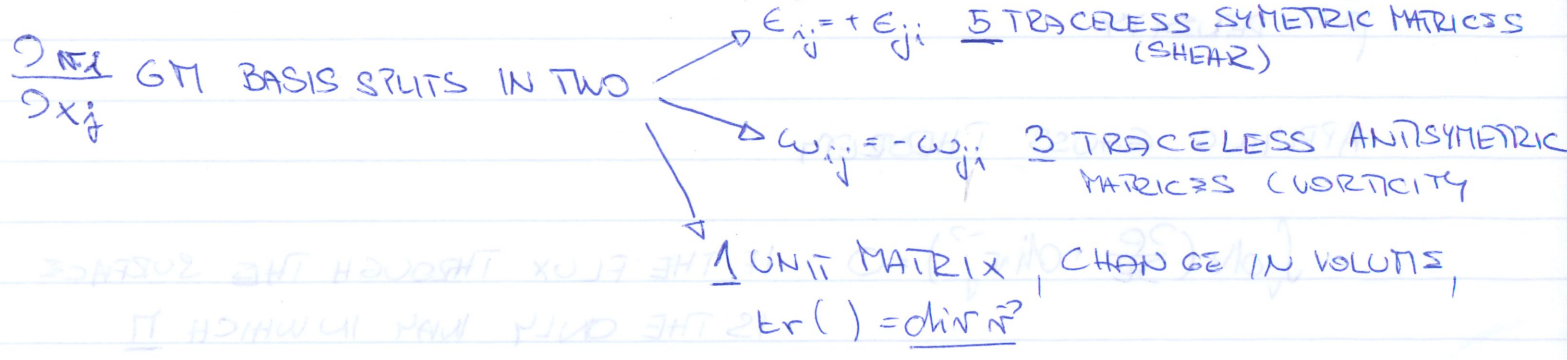 ∂v_i/∂x_j GM BASIS SPLITS IN TWO
ϵ_ij = + ϵ_ji 5 TRACELESS SYMETRIC MATRICES
(SHEAR)
ω_ij = - ω_ji 3 TRACELESS ANTISYMETRIC
MATRICES (VORTICITY
1 UNIT MATRIX, CHANGE IN VOLUME,
tr( ) = div v⃗